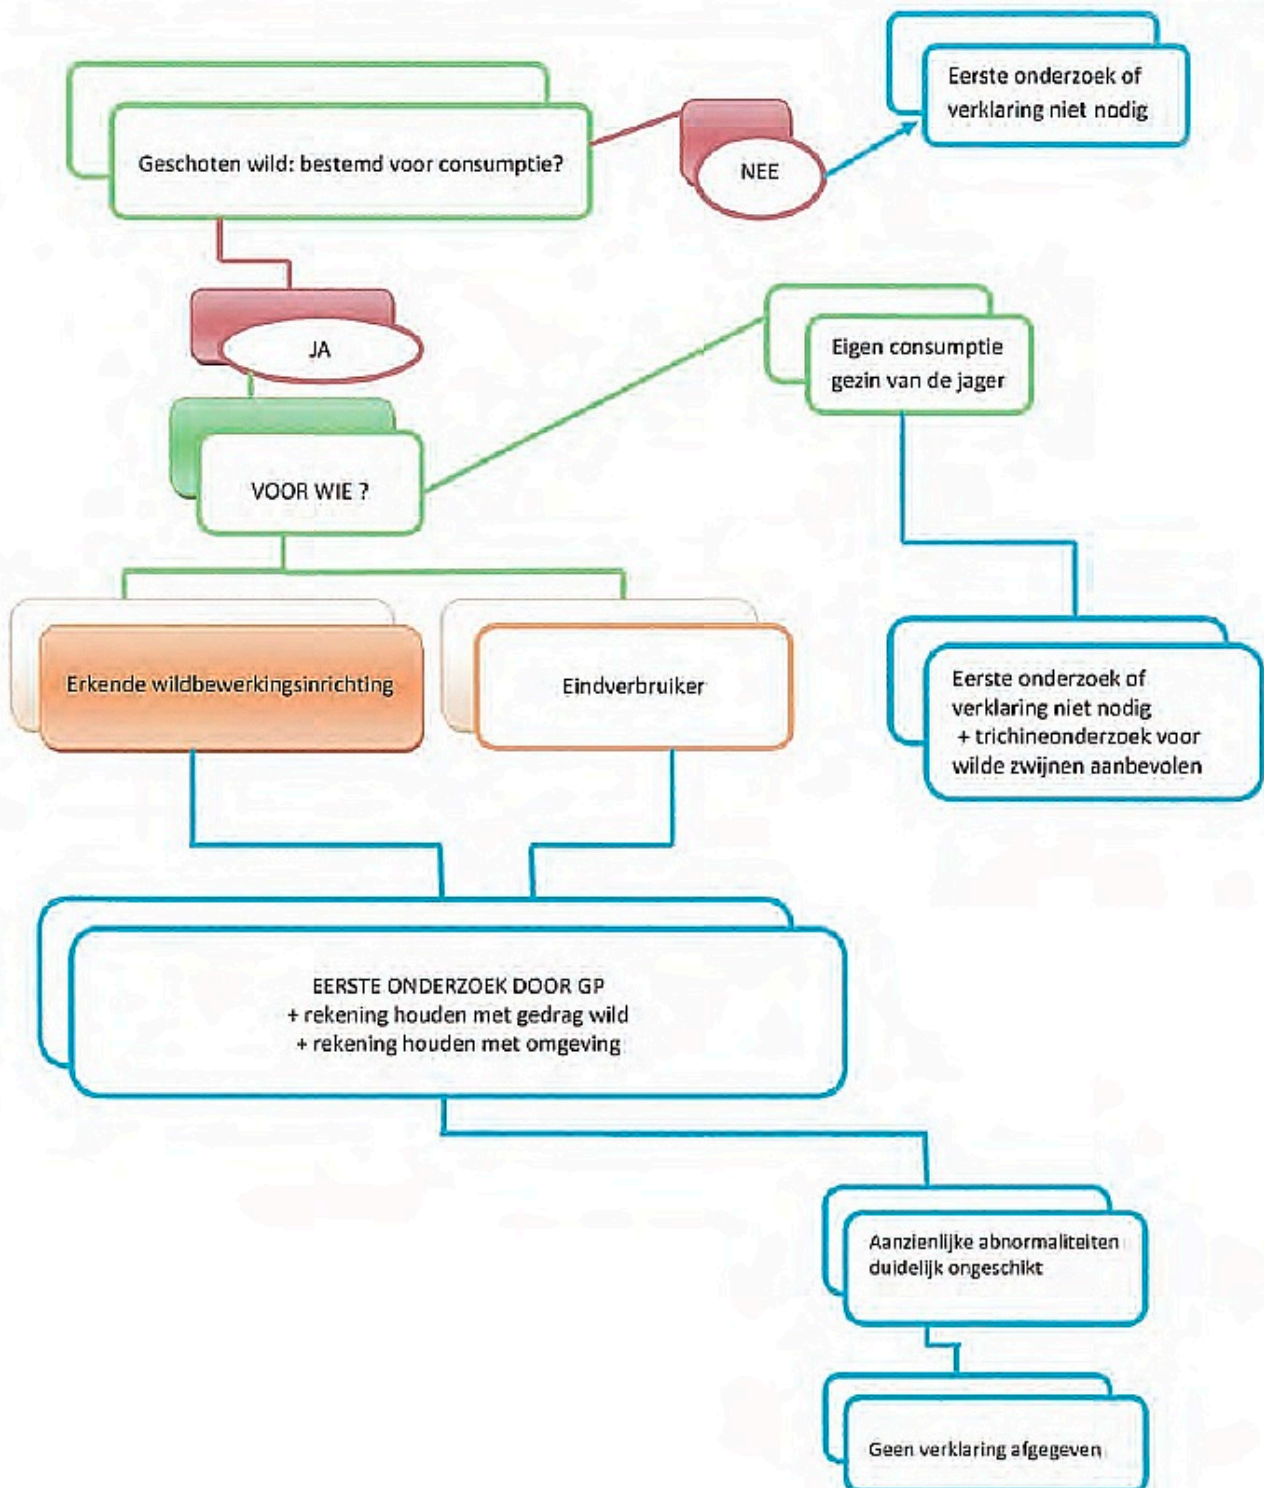 Eerste onderzoek of
verklaring niet nodig
Geschoten wild: bestemd voor consumptie?
NEE
JA
Eigen consumptie
gezin van de jager
VOOR WIE ?
Erkende wildbewerkingsinrichting
Eindverbruiker
Eerste onderzoek of
verklaring niet nodig
+ trichineonderzoek voor
wilde zwijnen aanbevolen
EERSTE ONDERZOEK DOOR GP
+ rekening houden met gedrag wild
+ rekening houden met omgeving
Aanzienlijke abnormaliteiten
duidelijk ongeschikt
Geen verklaring afgegeven